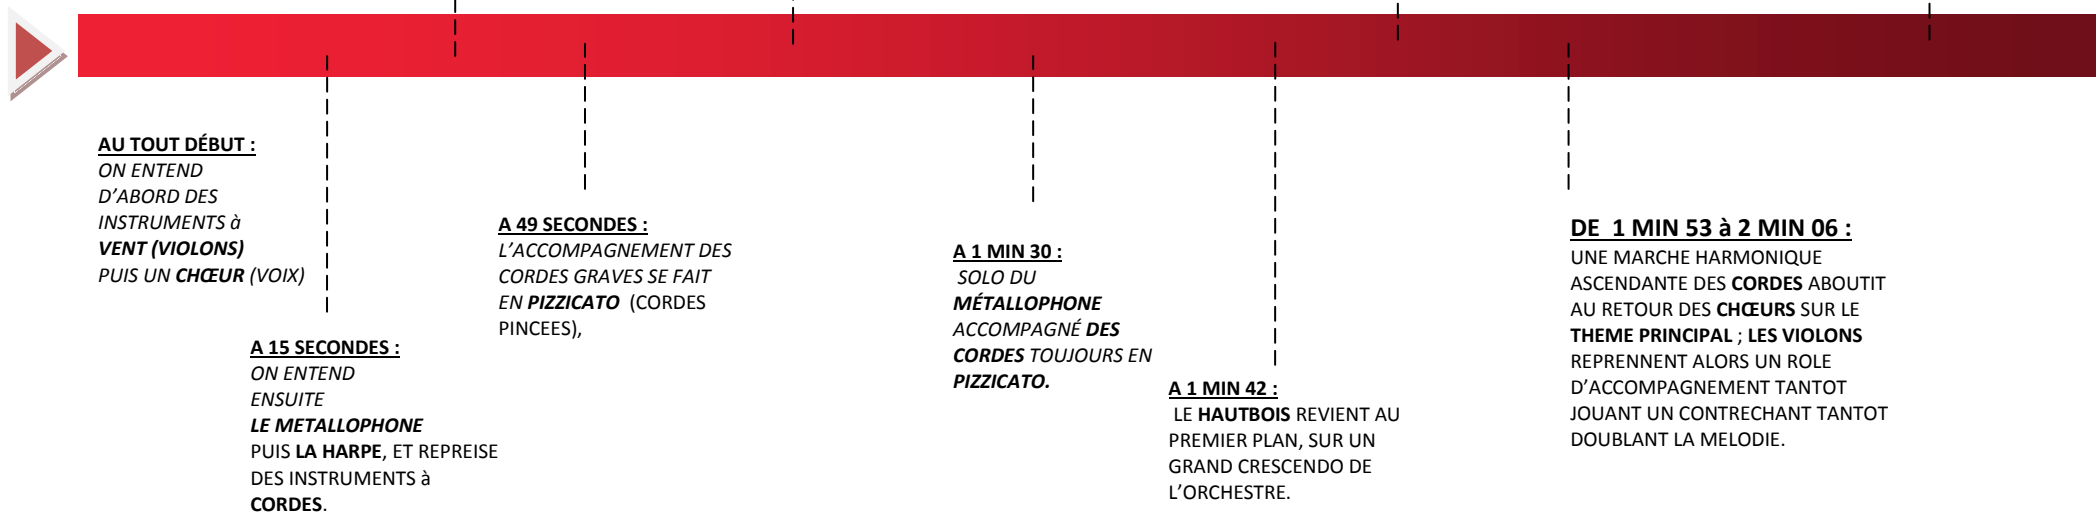 AU TOUT DÉBUT :
ON ENTEND
D'ABORD DES
INSTRUMENTS à
VENT (VIOLONS)
PUIS UN CHŒUR (VOIX)
A 15 SECONDES :
ON ENTEND
ENSUITE
LE METALLOPHONE
PUIS LA HARPE, ET REPREISE
DES INSTRUMENTS à
CORDES.
A 49 SECONDES :
L'ACCOMPAGNEMENT DES
CORDES GRAVES SE FAIT
EN PIZZICATO (CORDES
PINCEES),
A 1 MIN 30 :
SOLO DU
MÉTALLOPHONE
ACCOMPAGNÉ DES
CORDES TOUJOURS EN
PIZZICATO.
A 1 MIN 42 :
LE HAUTBOIS REVIENT AU
PREMIER PLAN, SUR UN
GRAND CRESCENDO DE
L'ORCHESTRE.
DE 1 MIN 53 à 2 MIN 06 :
UNE MARCHE HARMONIQUE
ASCENDANTE DES CORDES ABOUTIT
AU RETOUR DES CHŒURS SUR LE
THEME PRINCIPAL ; LES VIOLONS
REPRENNENT ALORS UN ROLE
D'ACCOMPAGNEMENT TANTOT
JOUANT UN CONTRECHANT TANTOT
DOUBLANT LA MELODIE.